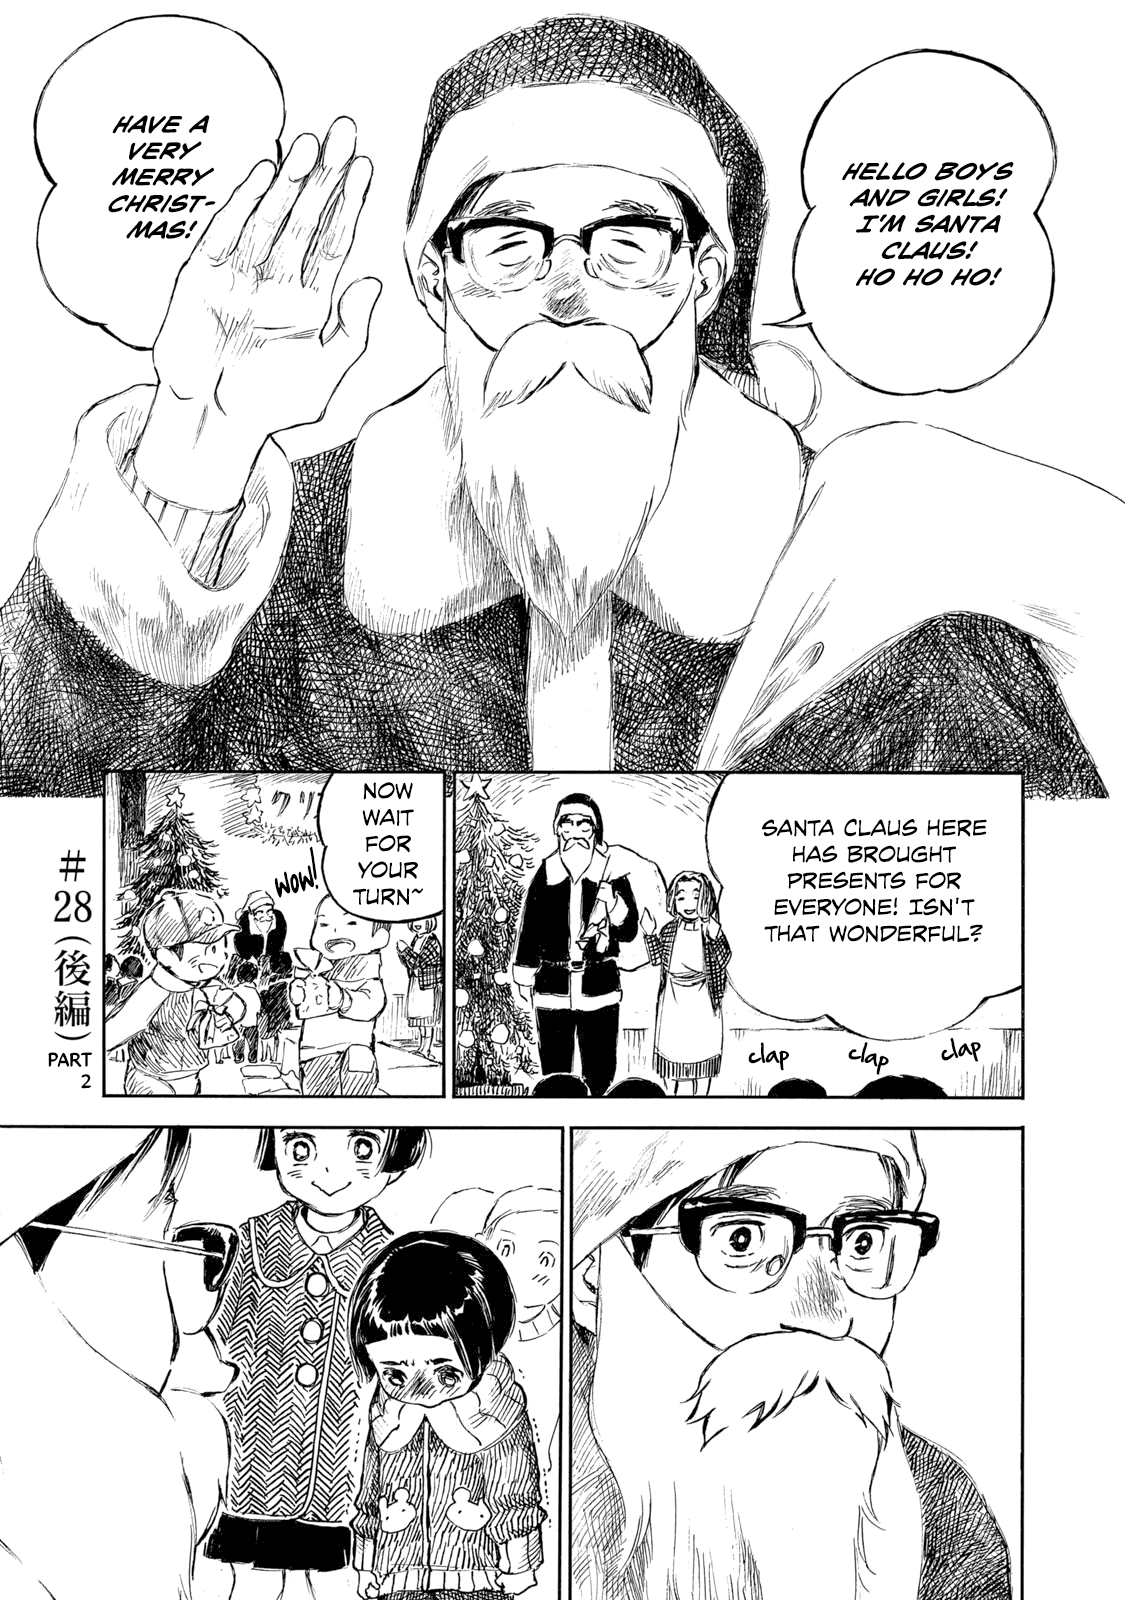 HELLO BOYS
AND GIRLS!
I'M SANTA
CLAUS!
HO HO HO!
HAVE A
VERY
MERRY
CHRIST-
MAS!
SANTA CLAUS HERE
HAS BROUGHT
PRESENTS FOR
EVERYONE! ISN'T
THAT WONDERFUL?
clap
clap
clap
NOW
WAIT
FOR
YOUR
TURN~
WOW!
クリ
#28(後編)
PART
2